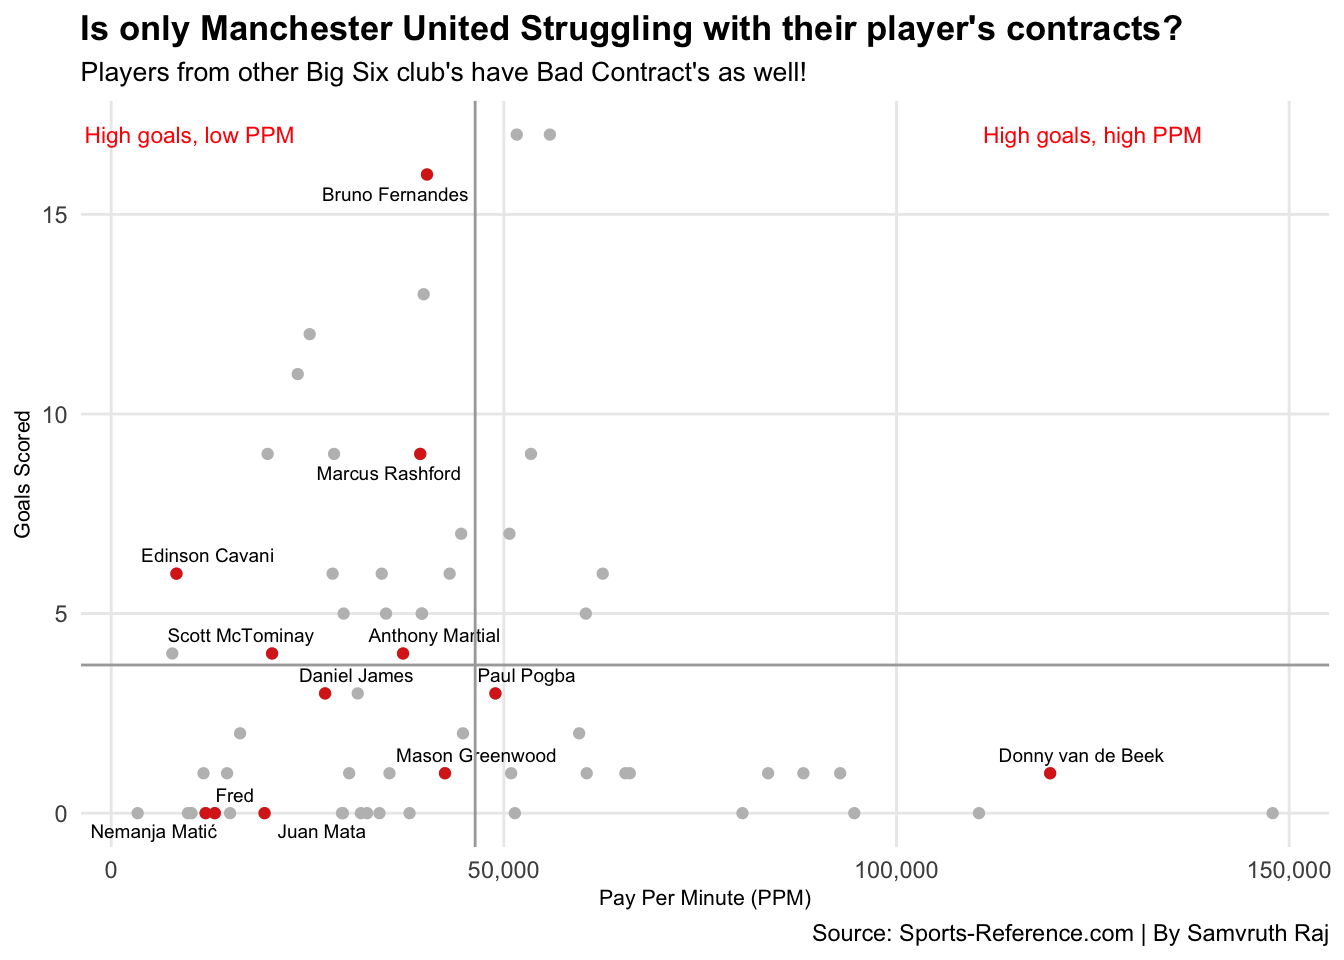 Is only Manchester United Struggling with their player's contracts?
Players from other Big Six club's have Bad Contract's as well!
High goals, low PPM
High goals, high PPM
Bruno Fernandes
15
10
Marcus Rashford
Goals Scored
Edinson Cavani
5
Scott McTominay
Anthony Martial
Daniel James
Paul Pogba
Mason Greenwood
Donny van de Beek
Fred
0
Nemanja Matić
Juan Mata
0
50,000
100,000
150,000
Pay Per Minute (PPM)
Source: Sports-Reference.com | By Samvruth Raj